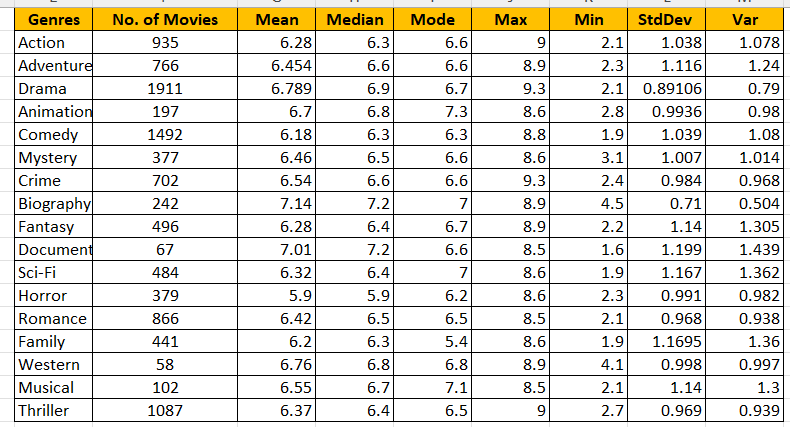 Genres No. of Movies Mean Median Mode Max Min StdDev Var
Action 935 6.28 6.3 6.6 9 2.1 1.038 1.078
Adventure 766 6.454 6.6 6.6 8.9 2.3 1.116 1.24
Drama 1911 6.789 6.9 6.7 9.3 2.1 0.89106 0.79
Animation 197 6.7 6.8 7.3 8.6 2.8 0.9936 0.98
Comedy 1492 6.18 6.3 6.3 8.8 1.9 1.039 1.08
Mystery 377 6.46 6.5 6.6 8.6 3.1 1.007 1.014
Crime 702 6.54 6.6 6.6 9.3 2.4 0.984 0.968
Biography 242 7.14 7.2 7 8.9 4.5 0.71 0.504
Fantasy 496 6.28 6.4 6.7 8.9 2.2 1.14 1.305
Document 67 7.01 7.2 6.6 8.5 1.6 1.199 1.439
Sci-Fi 484 6.32 6.4 7 8.6 1.9 1.167 1.362
Horror 379 5.9 5.9 6.2 8.6 2.3 0.991 0.982
Romance 866 6.42 6.5 6.5 8.5 2.1 0.968 0.938
Family 441 6.2 6.3 5.4 8.6 1.9 1.1695 1.36
Western 58 6.76 6.8 6.8 8.9 4.1 0.998 0.997
Musical 102 6.55 6.7 7.1 8.5 2.1 1.14 1.3
Thriller 1087 6.37 6.4 6.5 9 2.7 0.969 0.939